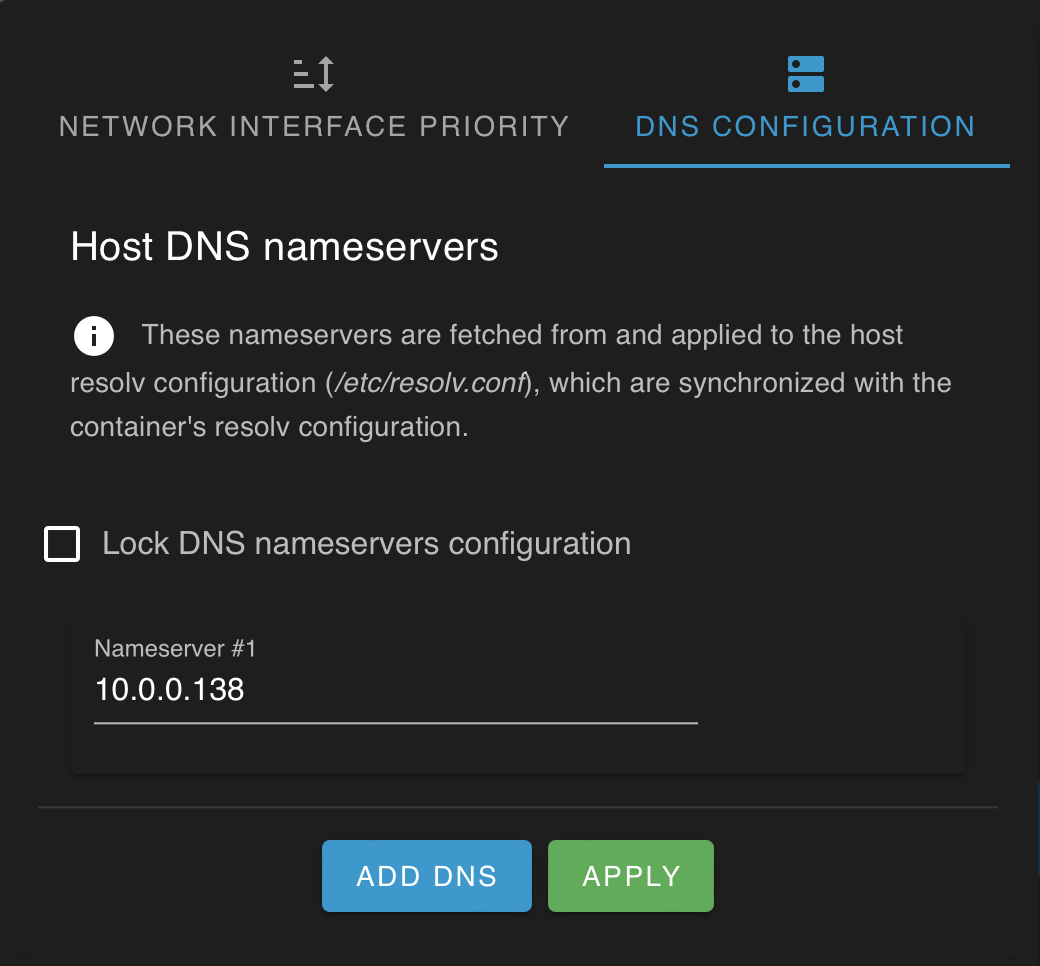 NETWORK INTERFACE PRIORITY
DNS CONFIGURATION
Host DNS nameservers
These nameservers are fetched from and applied to the host
resolv configuration (/etc/resolv.conf), which are synchronized with the
container's resolv configuration.
Lock DNS nameservers configuration
Nameserver #1
10.0.0.138
ADD DNS
APPLY